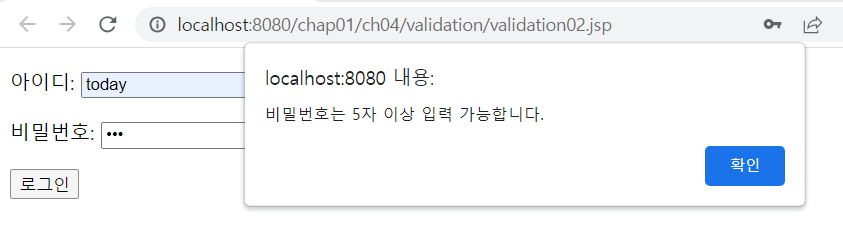 localhost:8080/chap01/ch04/validation/validation02.jsp
아이디: today
비밀번호: •••
로그인
localhost:8080 내용:
비밀번호는 5자 이상 입력 가능합니다.
확인